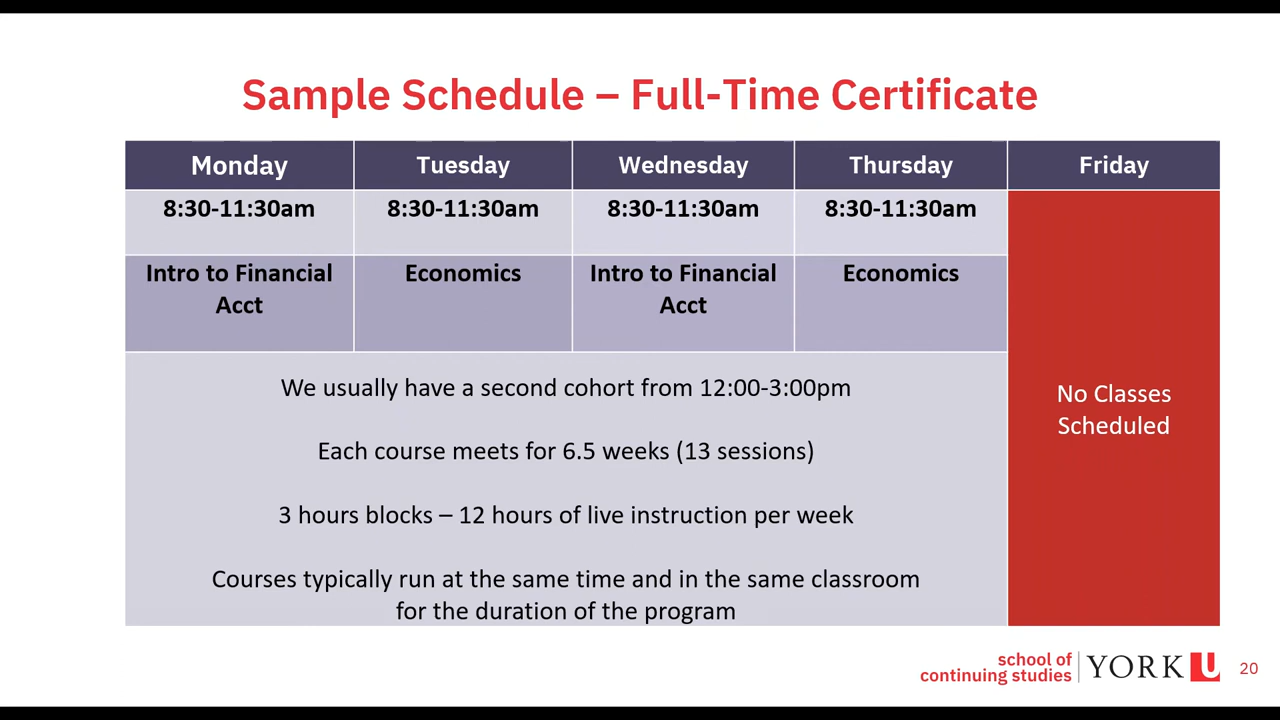 Sample Schedule – Full-Time Certificate
Monday Tuesday Wednesday Thursday Friday
8:30-11:30am 8:30-11:30am 8:30-11:30am 8:30-11:30am
Intro to Financial Economics Intro to Financial Economics
Acct Acct
We usually have a second cohort from 12:00-3:00pm
No Classes
Scheduled
Each course meets for 6.5 weeks (13 sessions)
3 hours blocks – 12 hours of live instruction per week
Courses typically run at the same time and in the same classroom
for the duration of the program
school of
continuing studies
YORK U
20